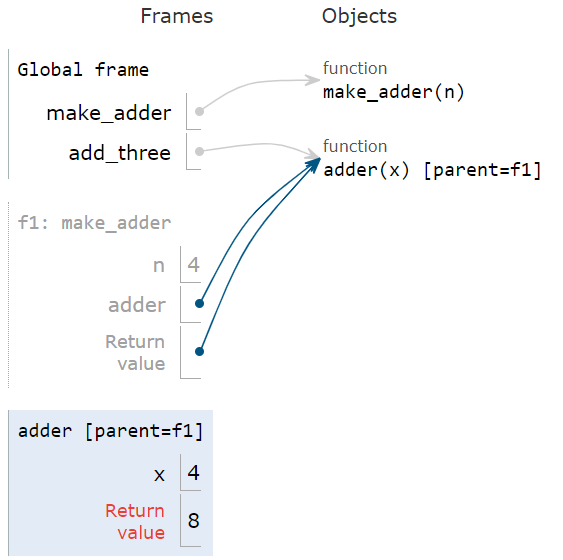 Frames Objects
Global frame
function
make_adder(n)
make_adder
function
add_three
adder(x) [parent=f1]
f1: make_adder
n 4
adder
Return
value
adder [parent=f1]
x 4
Return
value 8